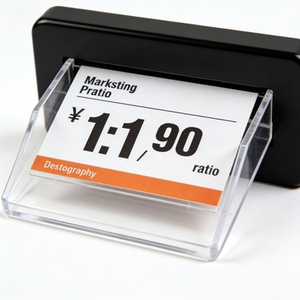 Marksting
Pratio
¥1:1/90
ratio
Destography